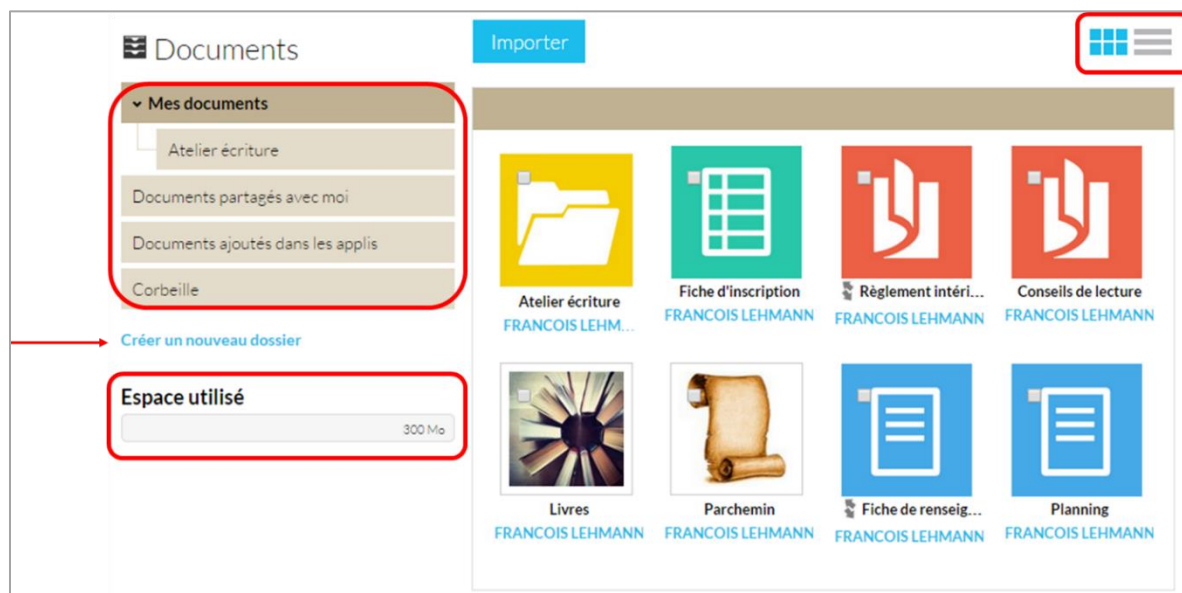 Documents
Importer
Mes documents
Atelier écriture
Documents partagés avec moi
Documents ajoutés dans les applis
Corbeille
Créer un nouveau dossier
Espace utilisé
300 Mo
Atelier écriture
FRANCOIS LEHM...
Fiche d'inscription
FRANCOIS LEHMANN
Règlement intéri...
FRANCOIS LEHMANN
Conseils de lecture
FRANCOIS LEHMANN
Livres
FRANCOIS LEHMANN
Parchemin
FRANCOIS LEHMANN
Fiche de renseig...
FRANCOIS LEHMANN
Planning
FRANCOIS LEHMANN